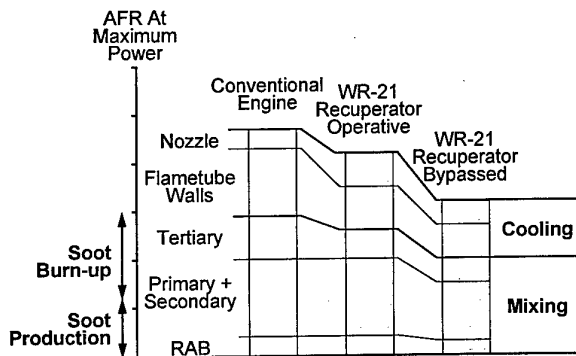 AFR At
Maximum
Power
Conventional
Engine
WR-21
Recuperator
Operative
WR-21
Recuperator
Bypassed
Nozzle
Flametube
Walls
Tertiary
Primary +
Secondary
RAB
Soot
Burn-up
Soot
Production
Cooling
Mixing